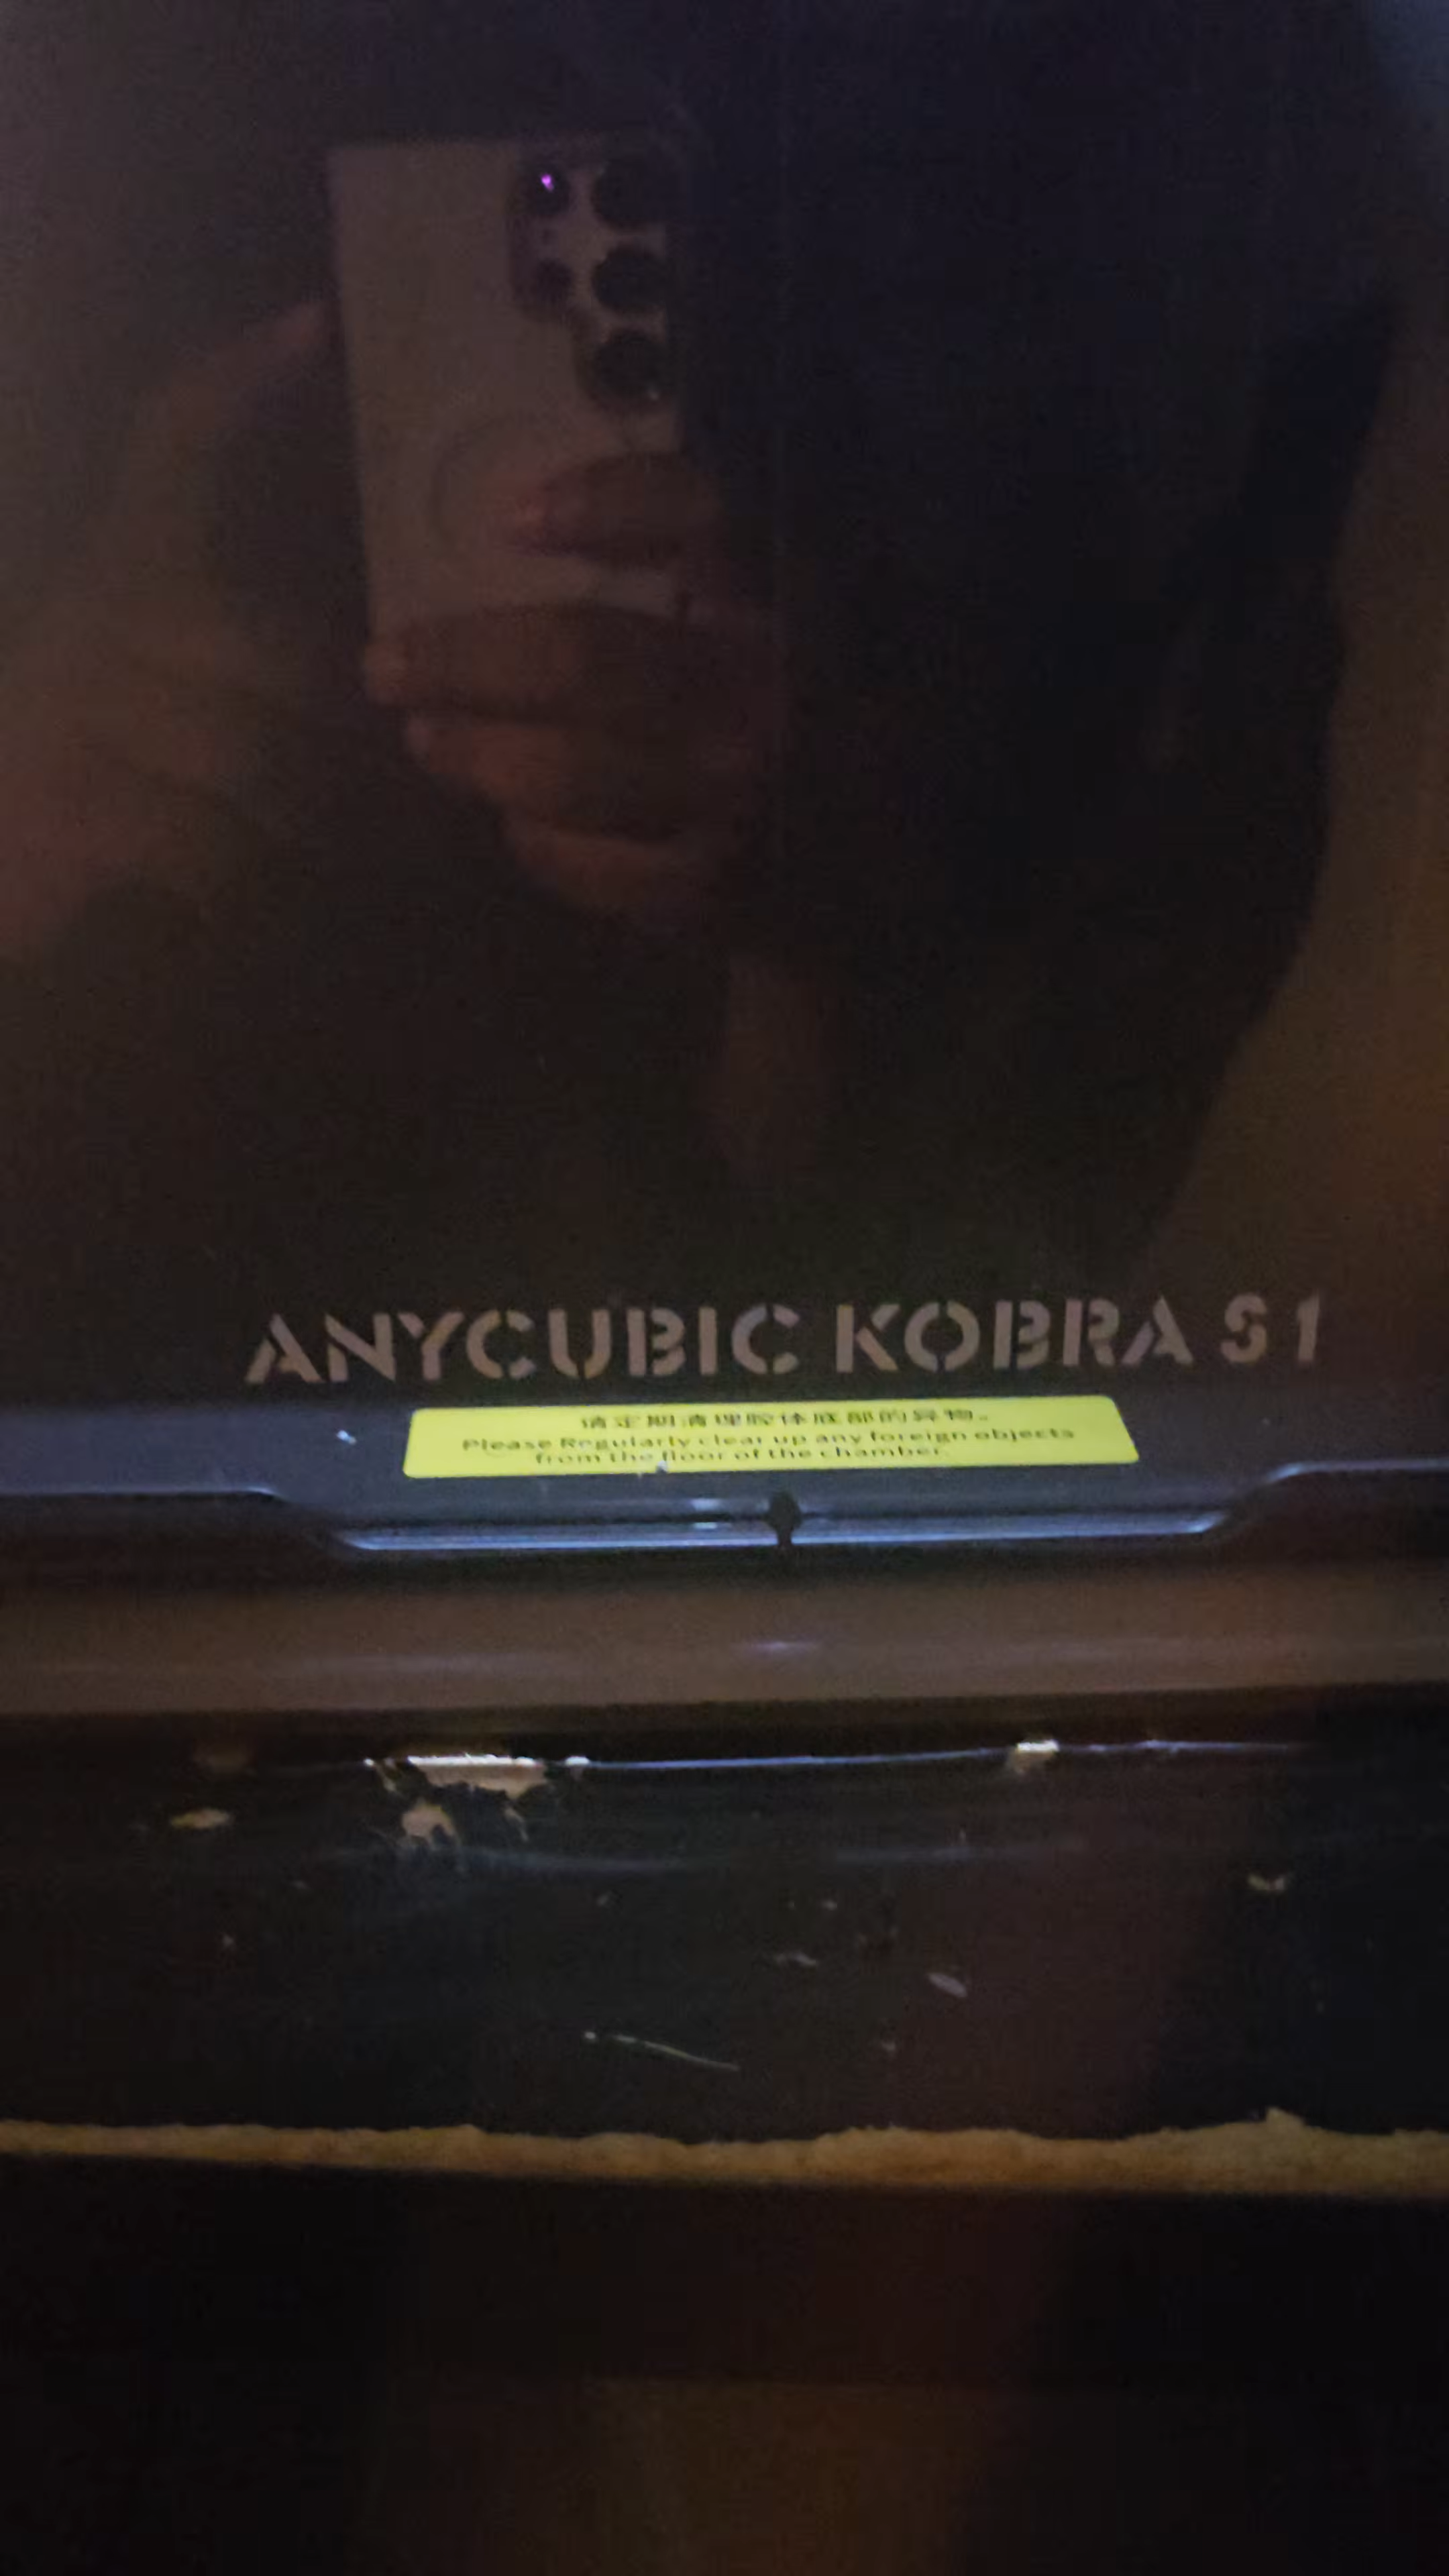 ANYCUBIC KOBRA S1
请定期清理腔体底部的异物。
Please Regularly clear up any foreign objects
from the floor of the chamber.